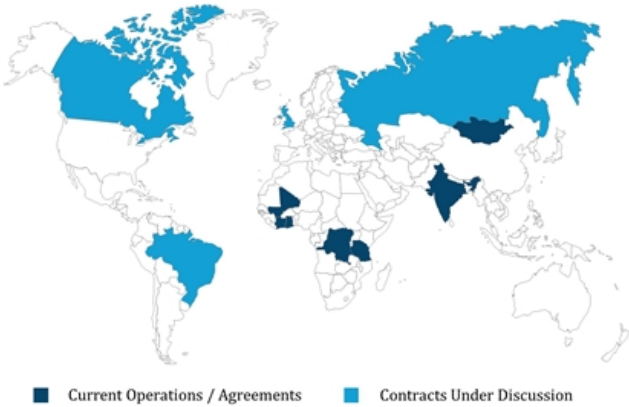 Current Operations / Agreements
Contracts Under Discussion